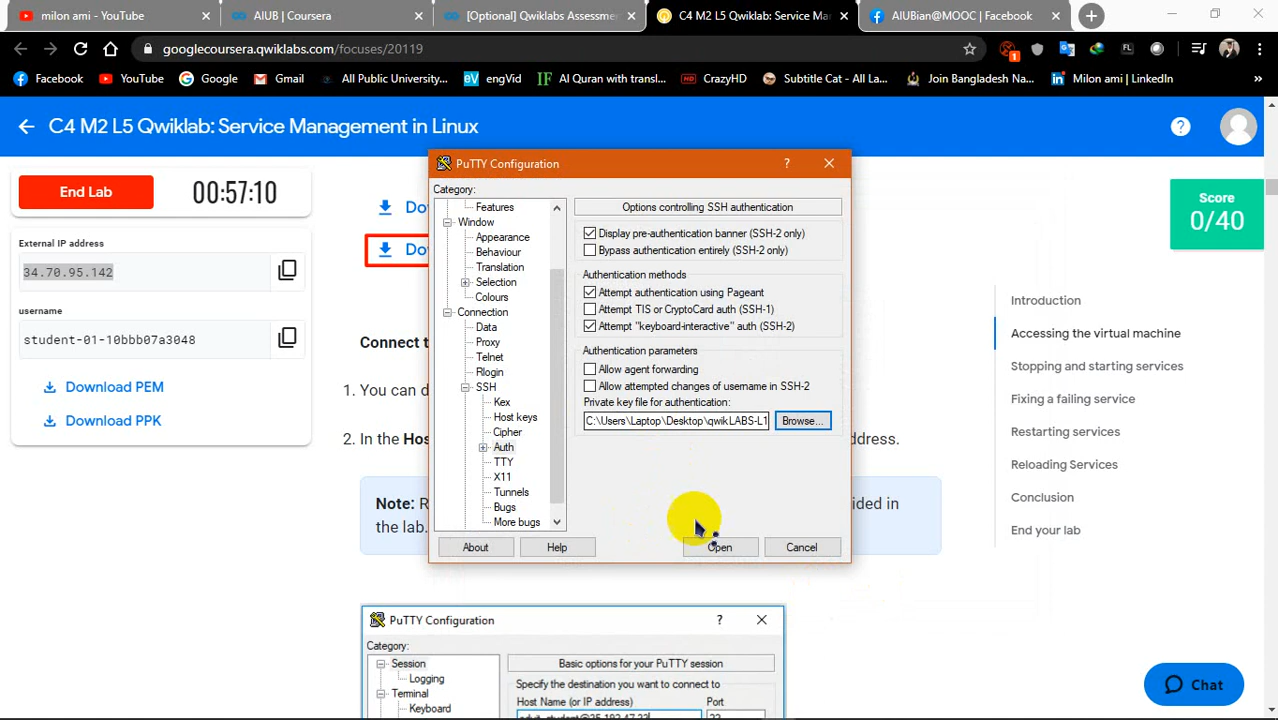 milon ami - YouTube
AIUB | Coursera
[Optional] Qwiklabs Assessmen
C4 M2 L5 Qwiklab: Service Ma
AIUBian@MOOC | Facebook
googlecoursera.qwiklabs.com/focuses/20119
Facebook
YouTube
Google
Gmail
All Public University...
eV engVid
Al Quran with transl...
HD CrazyHD
Subtitle Cat - All La...
Join Bangladesh Na...
in Milon ami | LinkedIn
C4 M2 L5 Qwiklab: Service Management in Linux
End Lab
00:57:10
External IP address
34.70.95.142
username
student-01-10bbb07a3048
Download PEM
Download PPK
Do
Do
Connect t
1. You can d
2. In the Hos
dress.
Note: R
ided in
the lab.
PuTTY Configuration
?
Category:
Features
Window
Appearance
Behaviour
Translation
Selection
Colours
Connection
Data
Proxy
Telnet
Rlogin
SSH
Kex
Host keys
Cipher
Auth
TTY
X11
Tunnels
Bugs
More bugs
Options controlling SSH authentication
Display pre-authentication banner (SSH-2 only)
Bypass authentication entirely (SSH-2 only)
Authentication methods
Attempt authentication using Pageant
Attempt TIS or CryptoCard auth (SSH-1)
Attempt "keyboard-interactive" auth (SSH-2)
Authentication parameters
Allow agent forwarding
Allow attempted changes of username in SSH-2
Private key file for authentication:
C:\Users\Laptop\Desktop\qwikLABS-L1
Browse...
About
Help
Open
Cancel
Score
0/40
Introduction
Accessing the virtual machine
Stopping and starting services
Fixing a failing service
Restarting services
Reloading Services
Conclusion
End your lab
PuTTY Configuration
?
Category:
Session
Logging
Terminal
Keyboard
Basic options for your PuTTY session
Specify the destination you want to connect to
Host Name (or IP address)
Port
Chat